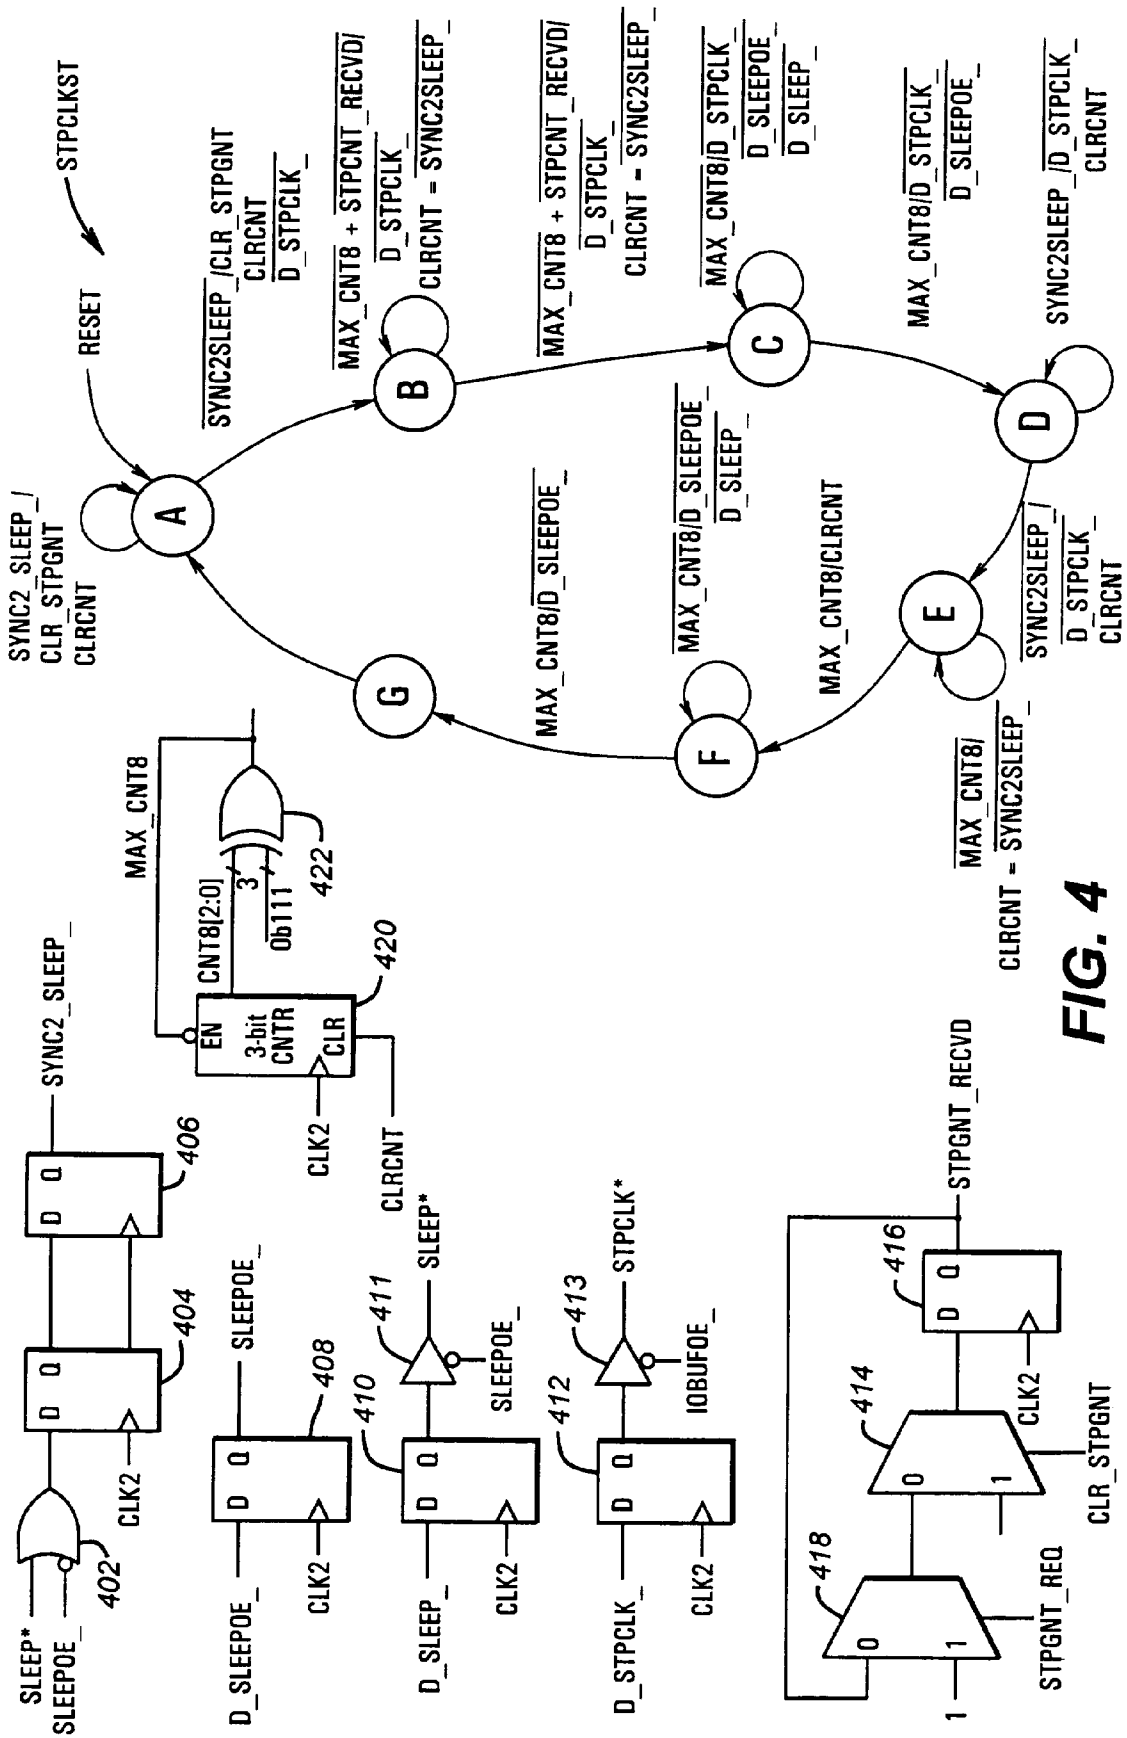 SLEEP*
SLEEPOE_
402
CLK2
D Q
404
D Q
406
SYNC2_SLEEP_
D_SLEEPOE_
CLK2
D Q
408
SLEEPOE_
D_SLEEP_
CLK2
D Q
410
411
SLEEP*
SLEEPOE_
D_STPCLK_
CLK2
D Q
412
413
STPCLK*
IOBUFOE_
1
0
1
418
STPGNT_REQ
0
1
414
CLR_STPGNT
CLK2
D Q
416
STPGNT_RECVD
MAX_CNT8
EN
3-bit
CNTR
CLR
420
CLK2
CLRCNT
CNT8[2:0]
3
0b111
422
STPCLKST
RESET
SYNC2_SLEEP_/
CLR_STPGNT
CLRCNT
A
SYNC2SLEEP_/CLR_STPGNT
CLRCNT
D_STPCLK_
MAX_CNT8 + STPCNT_RECVD/
D_STPCLK_
CLRCNT = SYNC2SLEEP_
B
MAX_CNT8 + STPCNT_RECVD/
D_STPCLK_
CLRCNT = SYNC2SLEEP_
MAX_CNT8/D_STPCLK_
D_SLEEPOE_
D_SLEEP_
C
MAX_CNT8/D_STPCLK_
D_SLEEPOE_
D
SYNC2SLEEP_/D_STPCLK_
CLRCNT
SYNC2SLEEP_/
D_STPCLK_
CLRCNT
E
MAX_CNT8/
CLRCNT = SYNC2SLEEP_
MAX_CNT8/CLRCNT
F
MAX_CNT8/D_SLEEPOE_
D_SLEEP_
MAX_CNT8/D_SLEEPOE_
G
FIG. 4